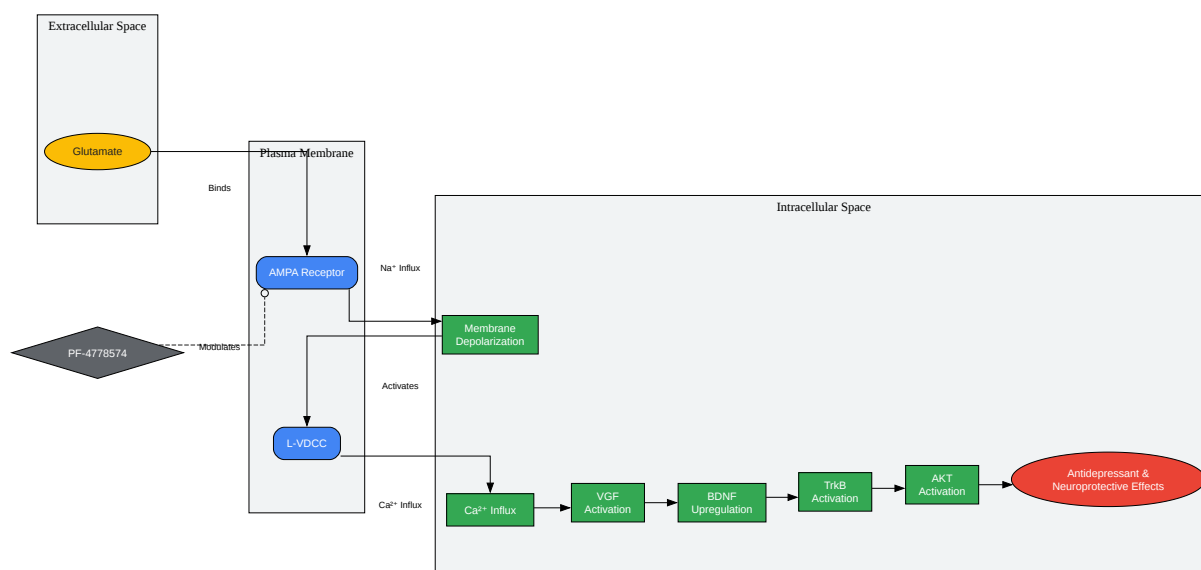 Extracellular Space
Glutamate
Plasma Membrane
Binds
Intracellular Space
AMPA Receptor
Na⁺ Influx
PF-4778574
Modulates
Membrane
Depolarization
Activates
L-VDCC
Ca²⁺ Influx
Ca²⁺ Influx
VGF
Activation
BDNF
Upregulation
TrkB
Activation
AKT
Activation
Antidepressant &
Neuroprotective Effects